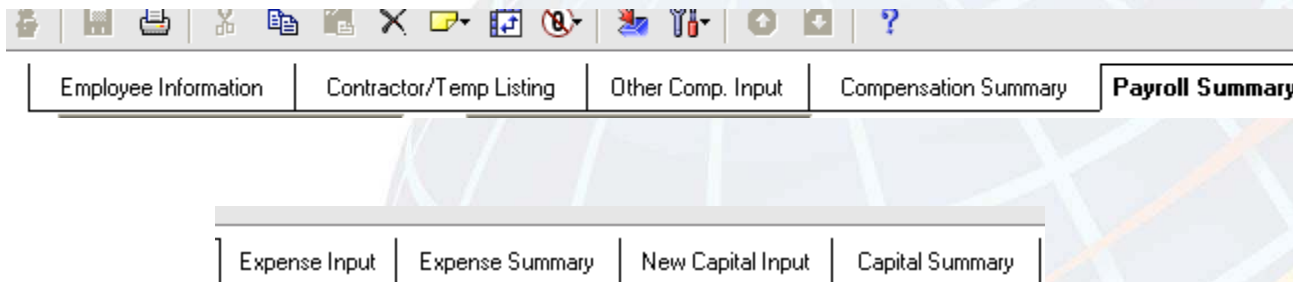 Employee Information Contractor/Temp Listing Other Comp. Input Compensation Summary Payroll Summary
Expense Input Expense Summary New Capital Input Capital Summary